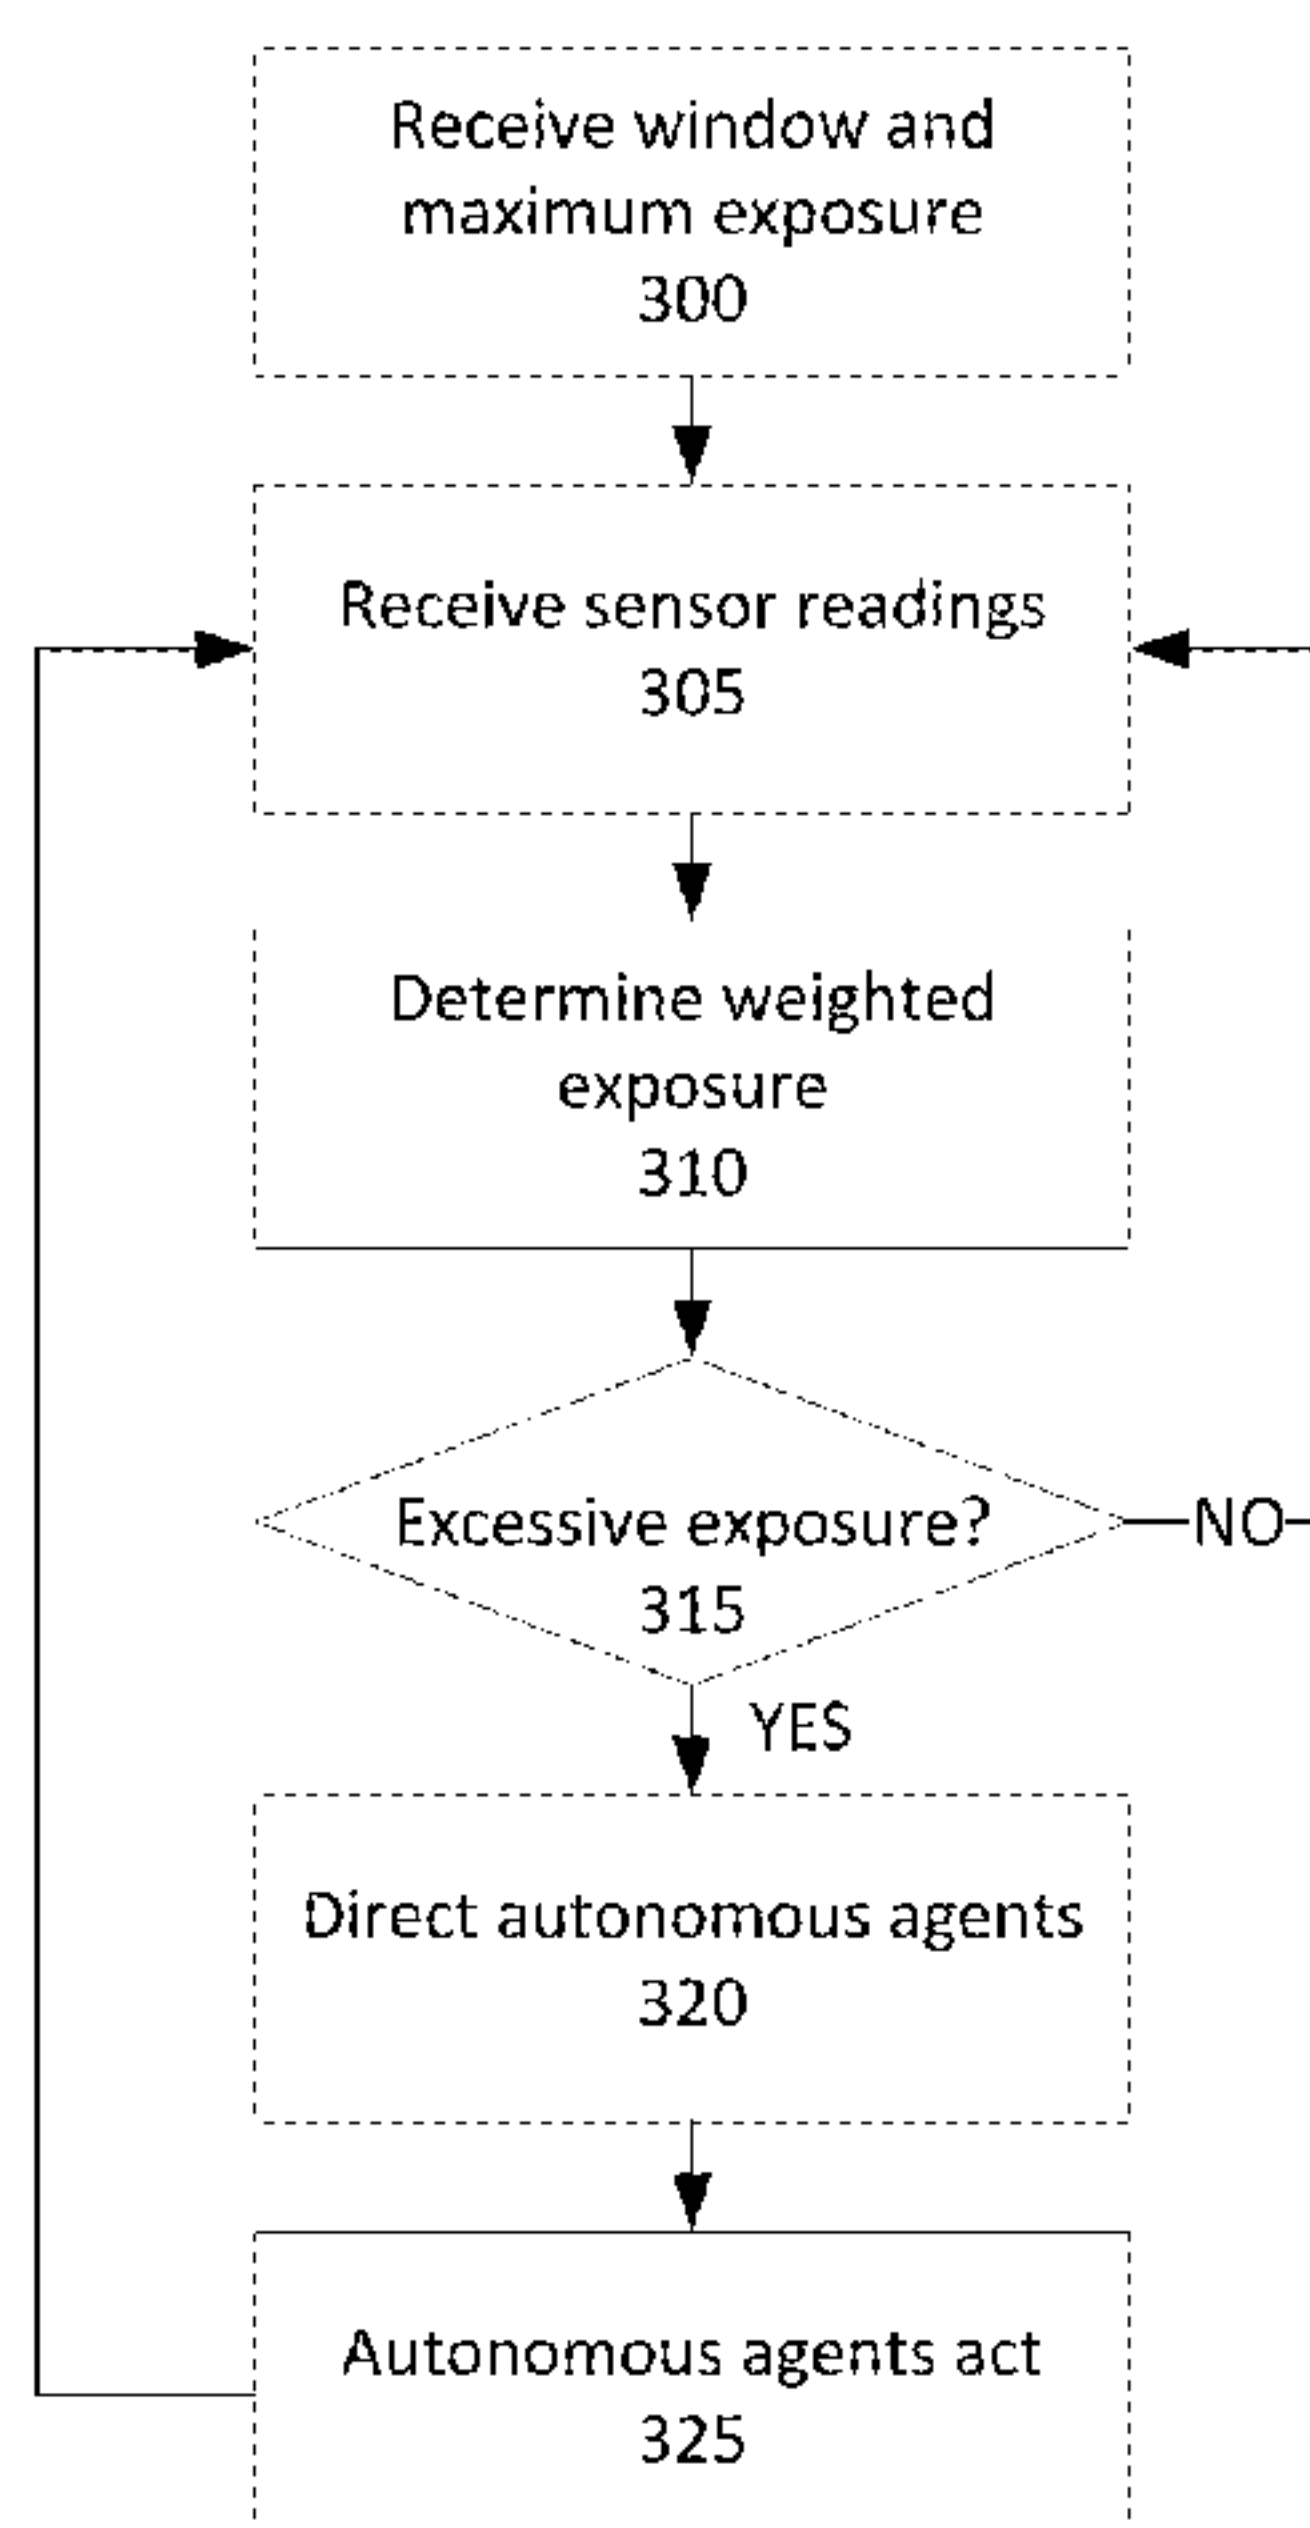 Receive window and
maximum exposure
300
Receive sensor readings
305
Determine weighted
exposure
310
Excessive exposure?
315
NO
YES
Direct autonomous agents
320
Autonomous agents act
325